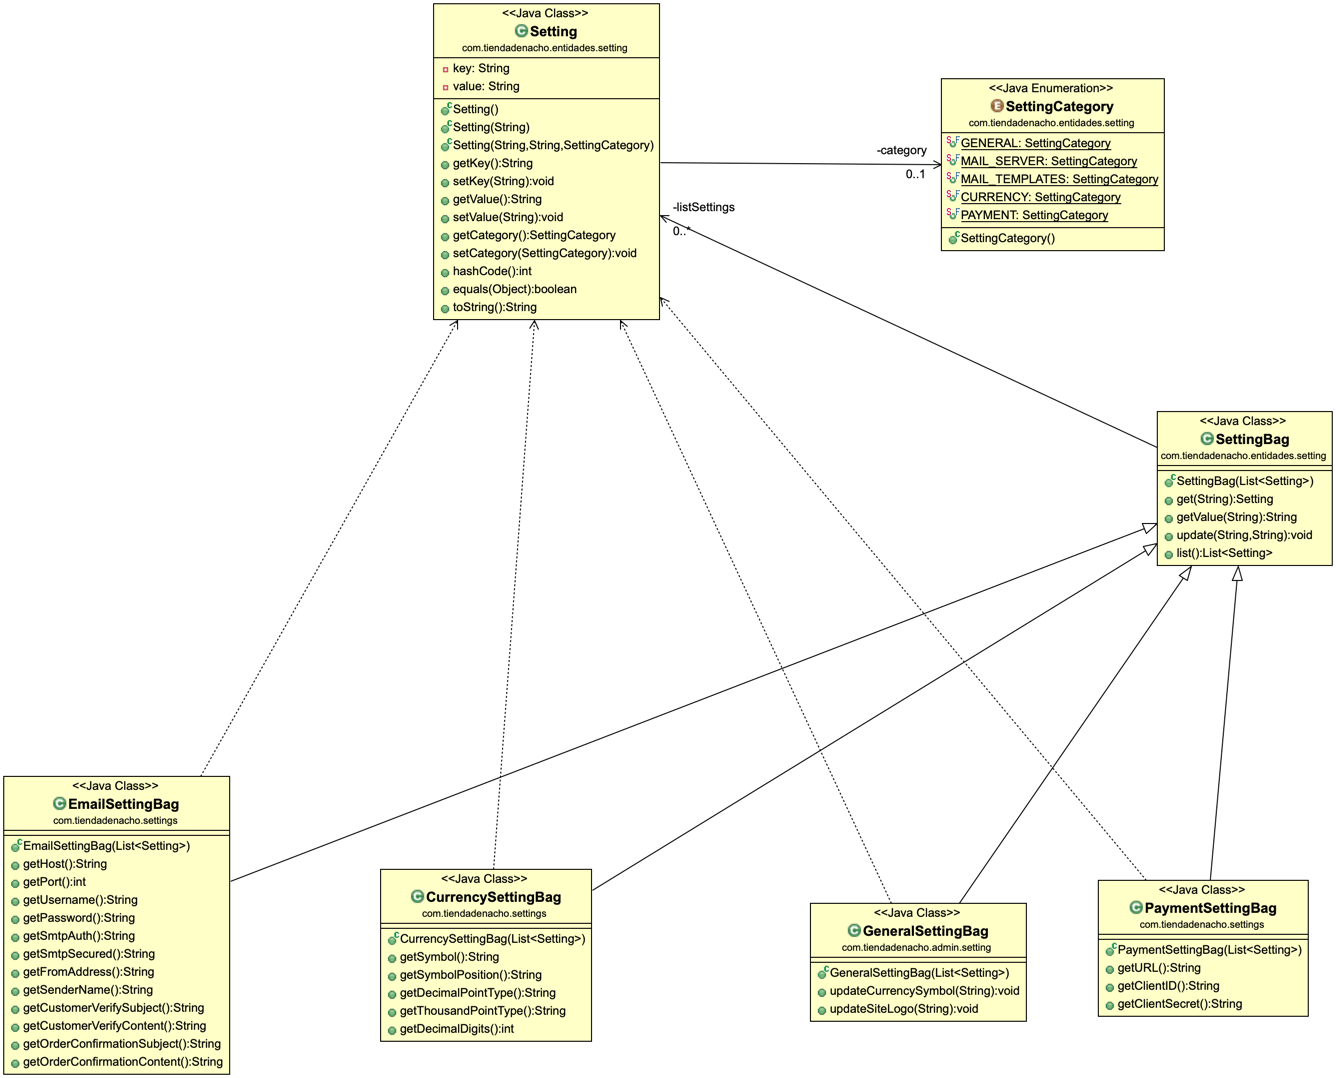 <<Java Class>>
Setting
com.tiendadenacho.entidades.setting
key: String
value: String
Setting()
Setting(String)
Setting(String,String,SettingCategory)
getKey():String
setKey(String):void
getValue():String
setValue(String):void
getCategory():SettingCategory
setCategory(SettingCategory):void
hashCode():int
equals(Object):boolean
toString():String
-category
0..1
-listSettings
0..*
<<Java Enumeration>>
SettingCategory
com.tiendadenacho.entidades.setting
GENERAL: SettingCategory
MAIL_SERVER: SettingCategory
MAIL_TEMPLATES: SettingCategory
CURRENCY: SettingCategory
PAYMENT: SettingCategory
SettingCategory()
<<Java Class>>
SettingBag
com.tiendadenacho.entidades.setting
SettingBag(List<Setting>)
get(String):Setting
getValue(String):String
update(String,String):void
list():List<Setting>
<<Java Class>>
EmailSettingBag
com.tiendadenacho.settings
EmailSettingBag(List<Setting>)
getHost():String
getPort():int
getUsername():String
getPassword():String
getSmtpAuth():String
getSmtpSecured():String
getFromAddress():String
getSenderName():String
getCustomerVerifySubject():String
getCustomerVerifyContent():String
getOrderConfirmationSubject():String
getOrderConfirmationContent():String
<<Java Class>>
CurrencySettingBag
com.tiendadenacho.settings
CurrencySettingBag(List<Setting>)
getSymbol():String
getSymbolPosition():String
getDecimalPointType():String
getThousandPointType():String
getDecimalDigits():int
<<Java Class>>
GeneralSettingBag
com.tiendadenacho.admin.setting
GeneralSettingBag(List<Setting>)
updateCurrencySymbol(String):void
updateSiteLogo(String):void
<<Java Class>>
PaymentSettingBag
com.tiendadenacho.settings
PaymentSettingBag(List<Setting>)
getURL():String
getClientID():String
getClientSecret():String